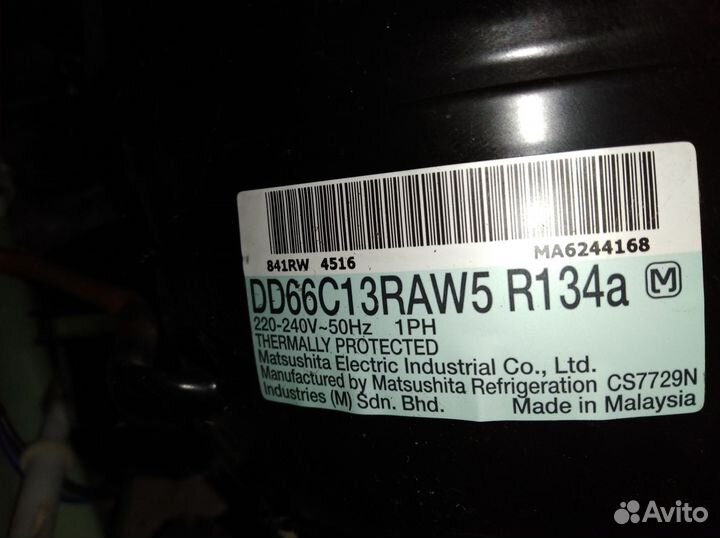 841RW 4516 MA6244168
DD66C13RAW5 R134a M
220-240V~50Hz 1PH
THERMALLY PROTECTED
Matsushita Electric Industrial Co., Ltd.
Manufactured by Matsushita Refrigeration CS7729N
Industries (M) Sdn. Bhd. Made in Malaysia
Avito